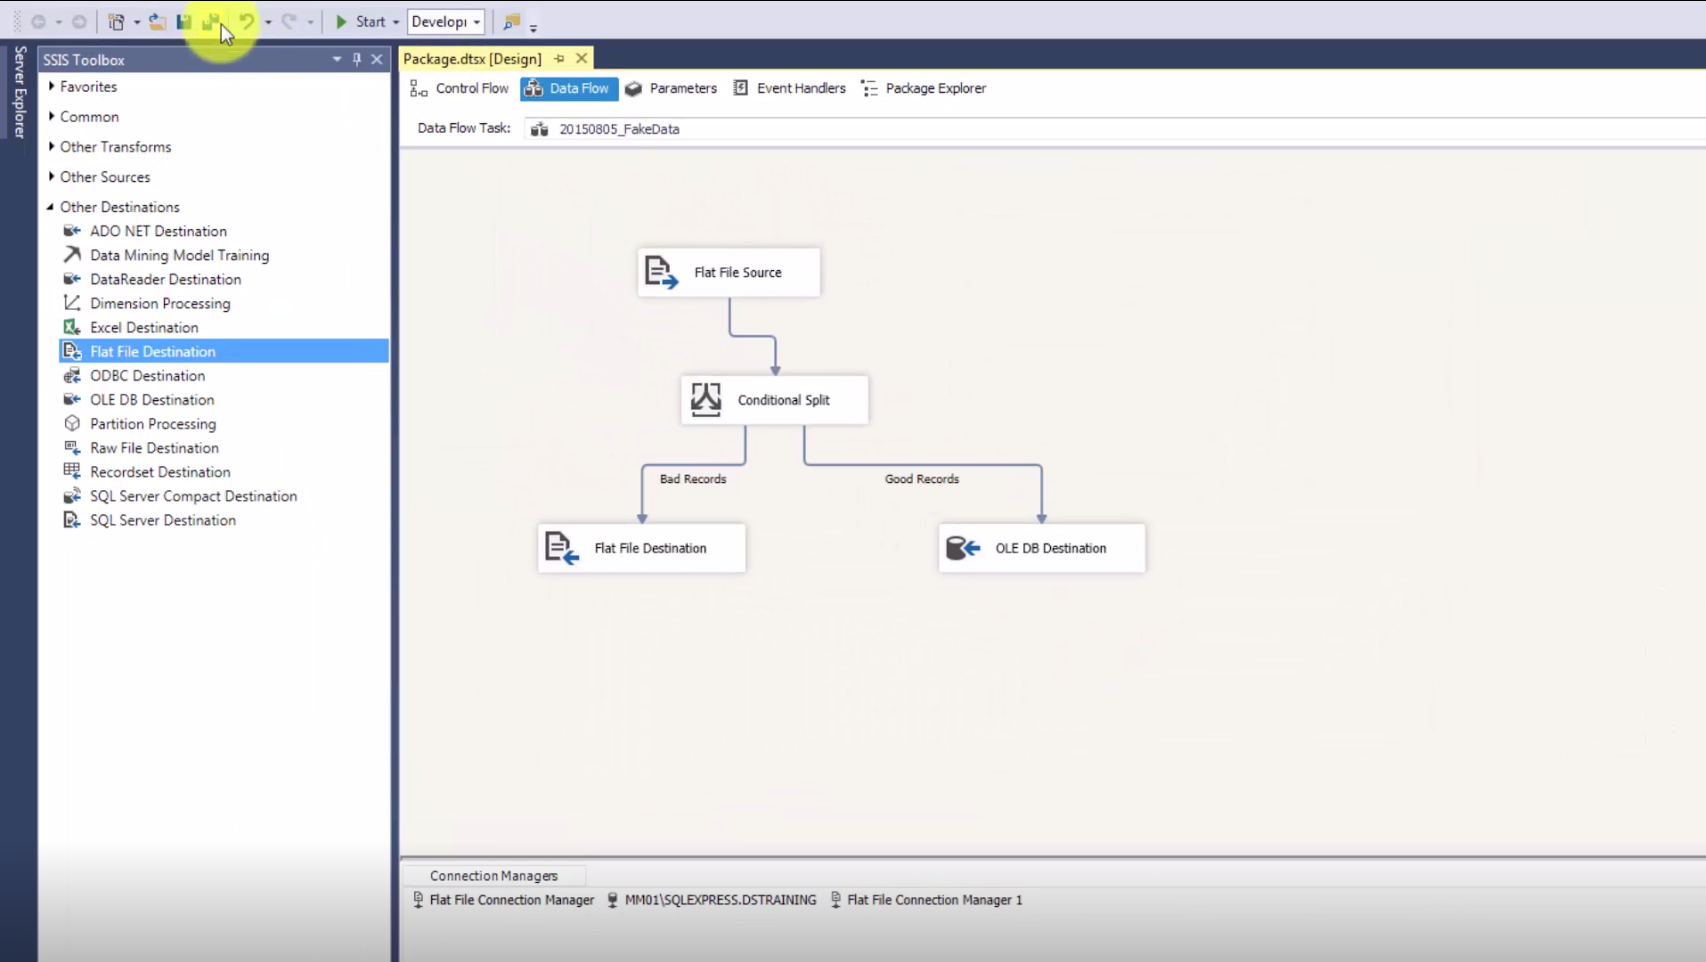 Start
Develop
Server Explorer
SSIS Toolbox
Favorites
Common
Other Transforms
Other Sources
Other Destinations
ADO NET Destination
Data Mining Model Training
DataReader Destination
Dimension Processing
Excel Destination
Flat File Destination
ODBC Destination
OLE DB Destination
Partition Processing
Raw File Destination
Recordset Destination
SQL Server Compact Destination
SQL Server Destination
Package.dtsx [Design]
Control Flow Data Flow Parameters Event Handlers Package Explorer
Data Flow Task: 20150805_FakeData
Flat File Source
Conditional Split
Bad Records Good Records
Flat File Destination OLE DB Destination
Connection Managers
Flat File Connection Manager MM01\SQLEXPRESS.DSTRAINING Flat File Connection Manager 1